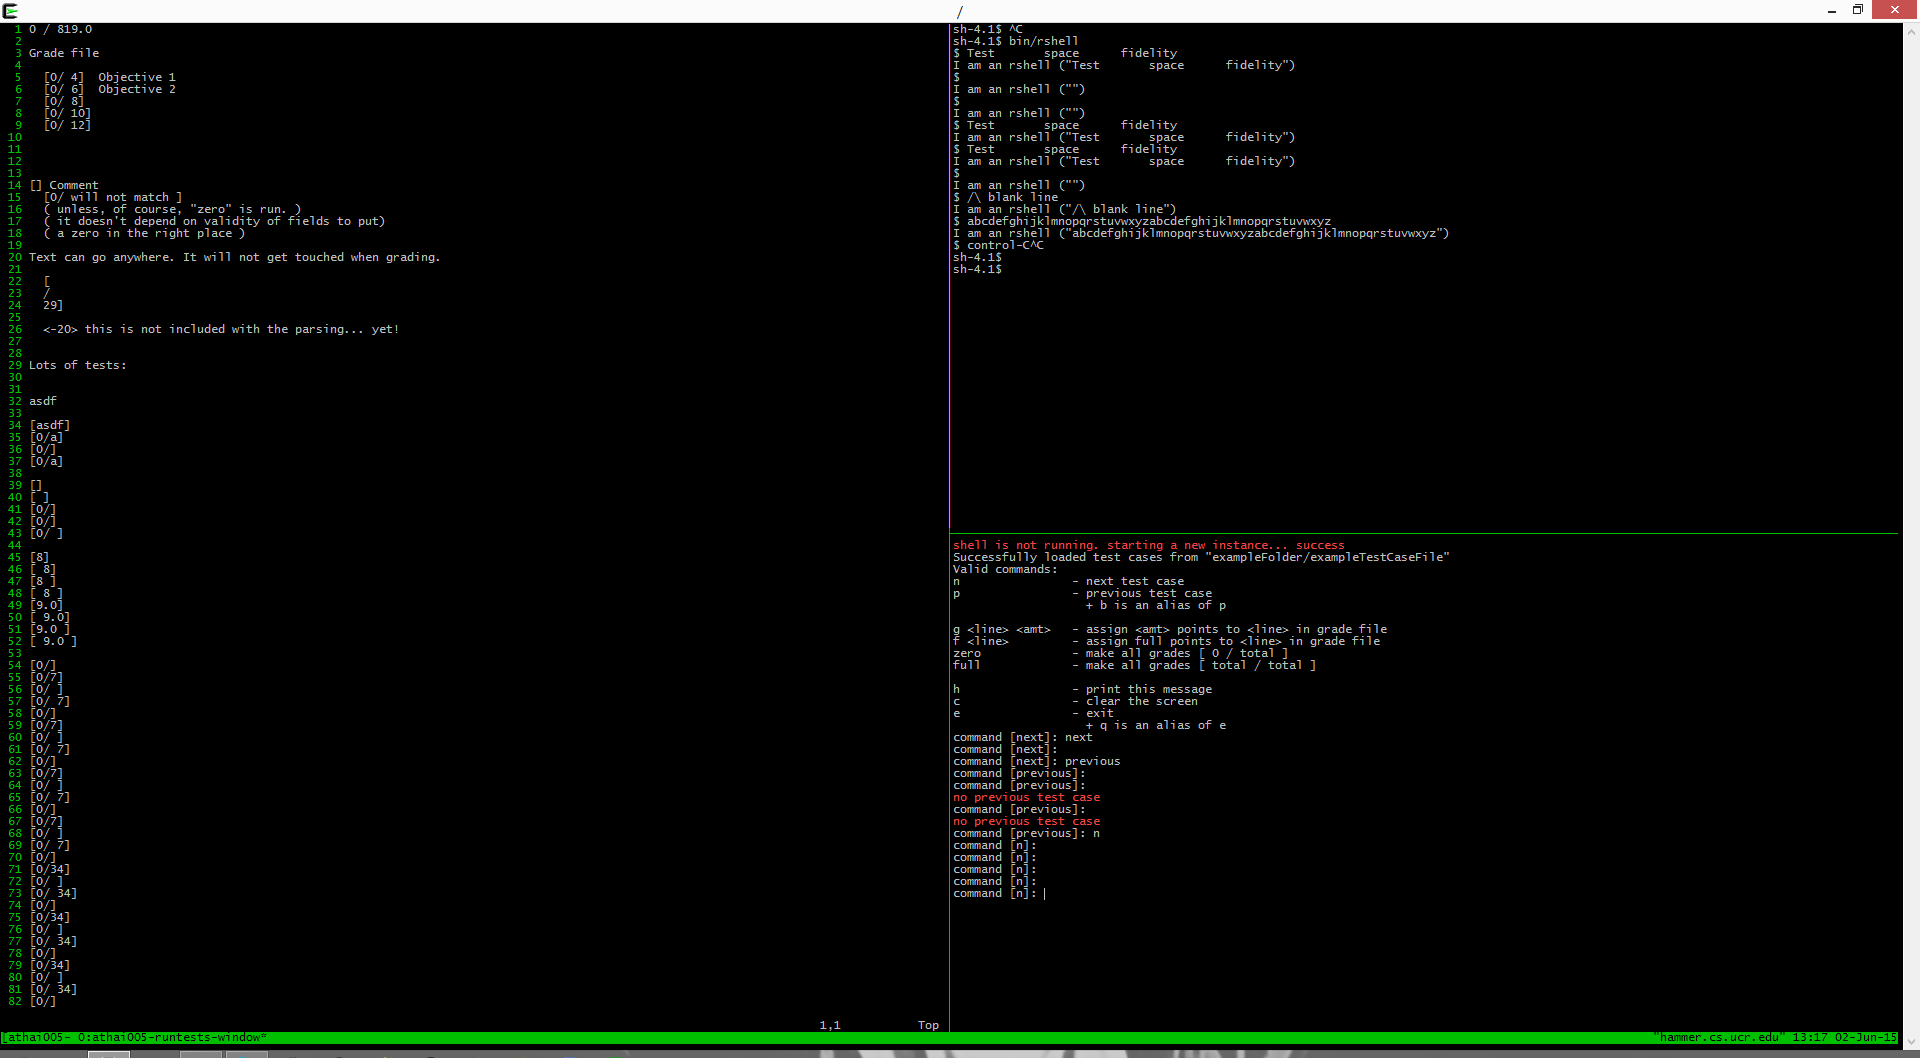 /
1 0 / 819.0
2
3 Grade file
4
5   [0/ 4]  Objective 1
6   [0/ 6]  Objective 2
7   [0/ 8]
8   [0/ 10]
9   [0/ 12]
10
11
12
13
14 [] Comment
15   [0/ will not match ]
16   ( unless, of course, "zero" is run. )
17   ( it doesn't depend on validity of fields to put)
18   ( a zero in the right place )
19
20 Text can go anywhere. It will not get touched when grading.
21
22   [
23   /
24   29]
25
26   <-20> this is not included with the parsing... yet!
27
28
29 Lots of tests:
30
31
32 asdf
33
34 [asdf]
35 [0/a]
36 [0/]
37 [0/a]
38
39 []
40 [ ]
41 [0/]
42 [0/]
43 [0/ ]
44
45 [8]
46 [ 8]
47 [8 ]
48 [ 8 ]
49 [9.0]
50 [ 9.0]
51 [9.0 ]
52 [ 9.0 ]
53
54 [0/]
55 [0/7]
56 [0/ ]
57 [0/ 7]
58 [0/]
59 [0/7]
60 [0/ ]
61 [0/ 7]
62 [0/]
63 [0/7]
64 [0/ ]
65 [0/ 7]
66 [0/]
67 [0/7]
68 [0/ ]
69 [0/ 7]
70 [0/]
71 [0/34]
72 [0/ ]
73 [0/ 34]
74 [0/]
75 [0/34]
76 [0/ ]
77 [0/ 34]
78 [0/]
79 [0/34]
80 [0/ ]
81 [0/ 34]
82 [0/]
1,1           Top
sh-4.1$ ^C
sh-4.1$ bin/rshell
$ Test       space      fidelity
I am an rshell ("Test       space      fidelity")
$
I am an rshell ("")
$
I am an rshell ("")
$ Test       space      fidelity
I am an rshell ("Test       space      fidelity")
$ Test       space      fidelity
I am an rshell ("Test       space      fidelity")
$
I am an rshell ("")
$ /\ blank line
I am an rshell ("/\ blank line")
$ abcdefghijklmnopqrstuvwxyzabcdefghijklmnopqrstuvwxyz
I am an rshell ("abcdefghijklmnopqrstuvwxyzabcdefghijklmnopqrstuvwxyz")
$ control-C^C
sh-4.1$
sh-4.1$
shell is not running. starting a new instance... success
Successfully loaded test cases from "exampleFolder/exampleTestCaseFile"
Valid commands:
n                - next test case
p                - previous test case
                   + b is an alias of p
g <line> <amt>   - assign <amt> points to <line> in grade file
f <line>         - assign full points to <line> in grade file
zero             - make all grades [ 0 / total ]
full             - make all grades [ total / total ]
h                - print this message
c                - clear the screen
e                - exit
                   + q is an alias of e
command [next]: next
command [next]:
command [next]: previous
command [previous]:
command [previous]:
no previous test case
command [previous]:
no previous test case
command [previous]: n
command [n]:
command [n]:
command [n]:
command [n]:
command [n]:
[athai005- 0:athai005-runtests-window* "hammer.cs.ucr.edu" 13:17 02-Jun-15